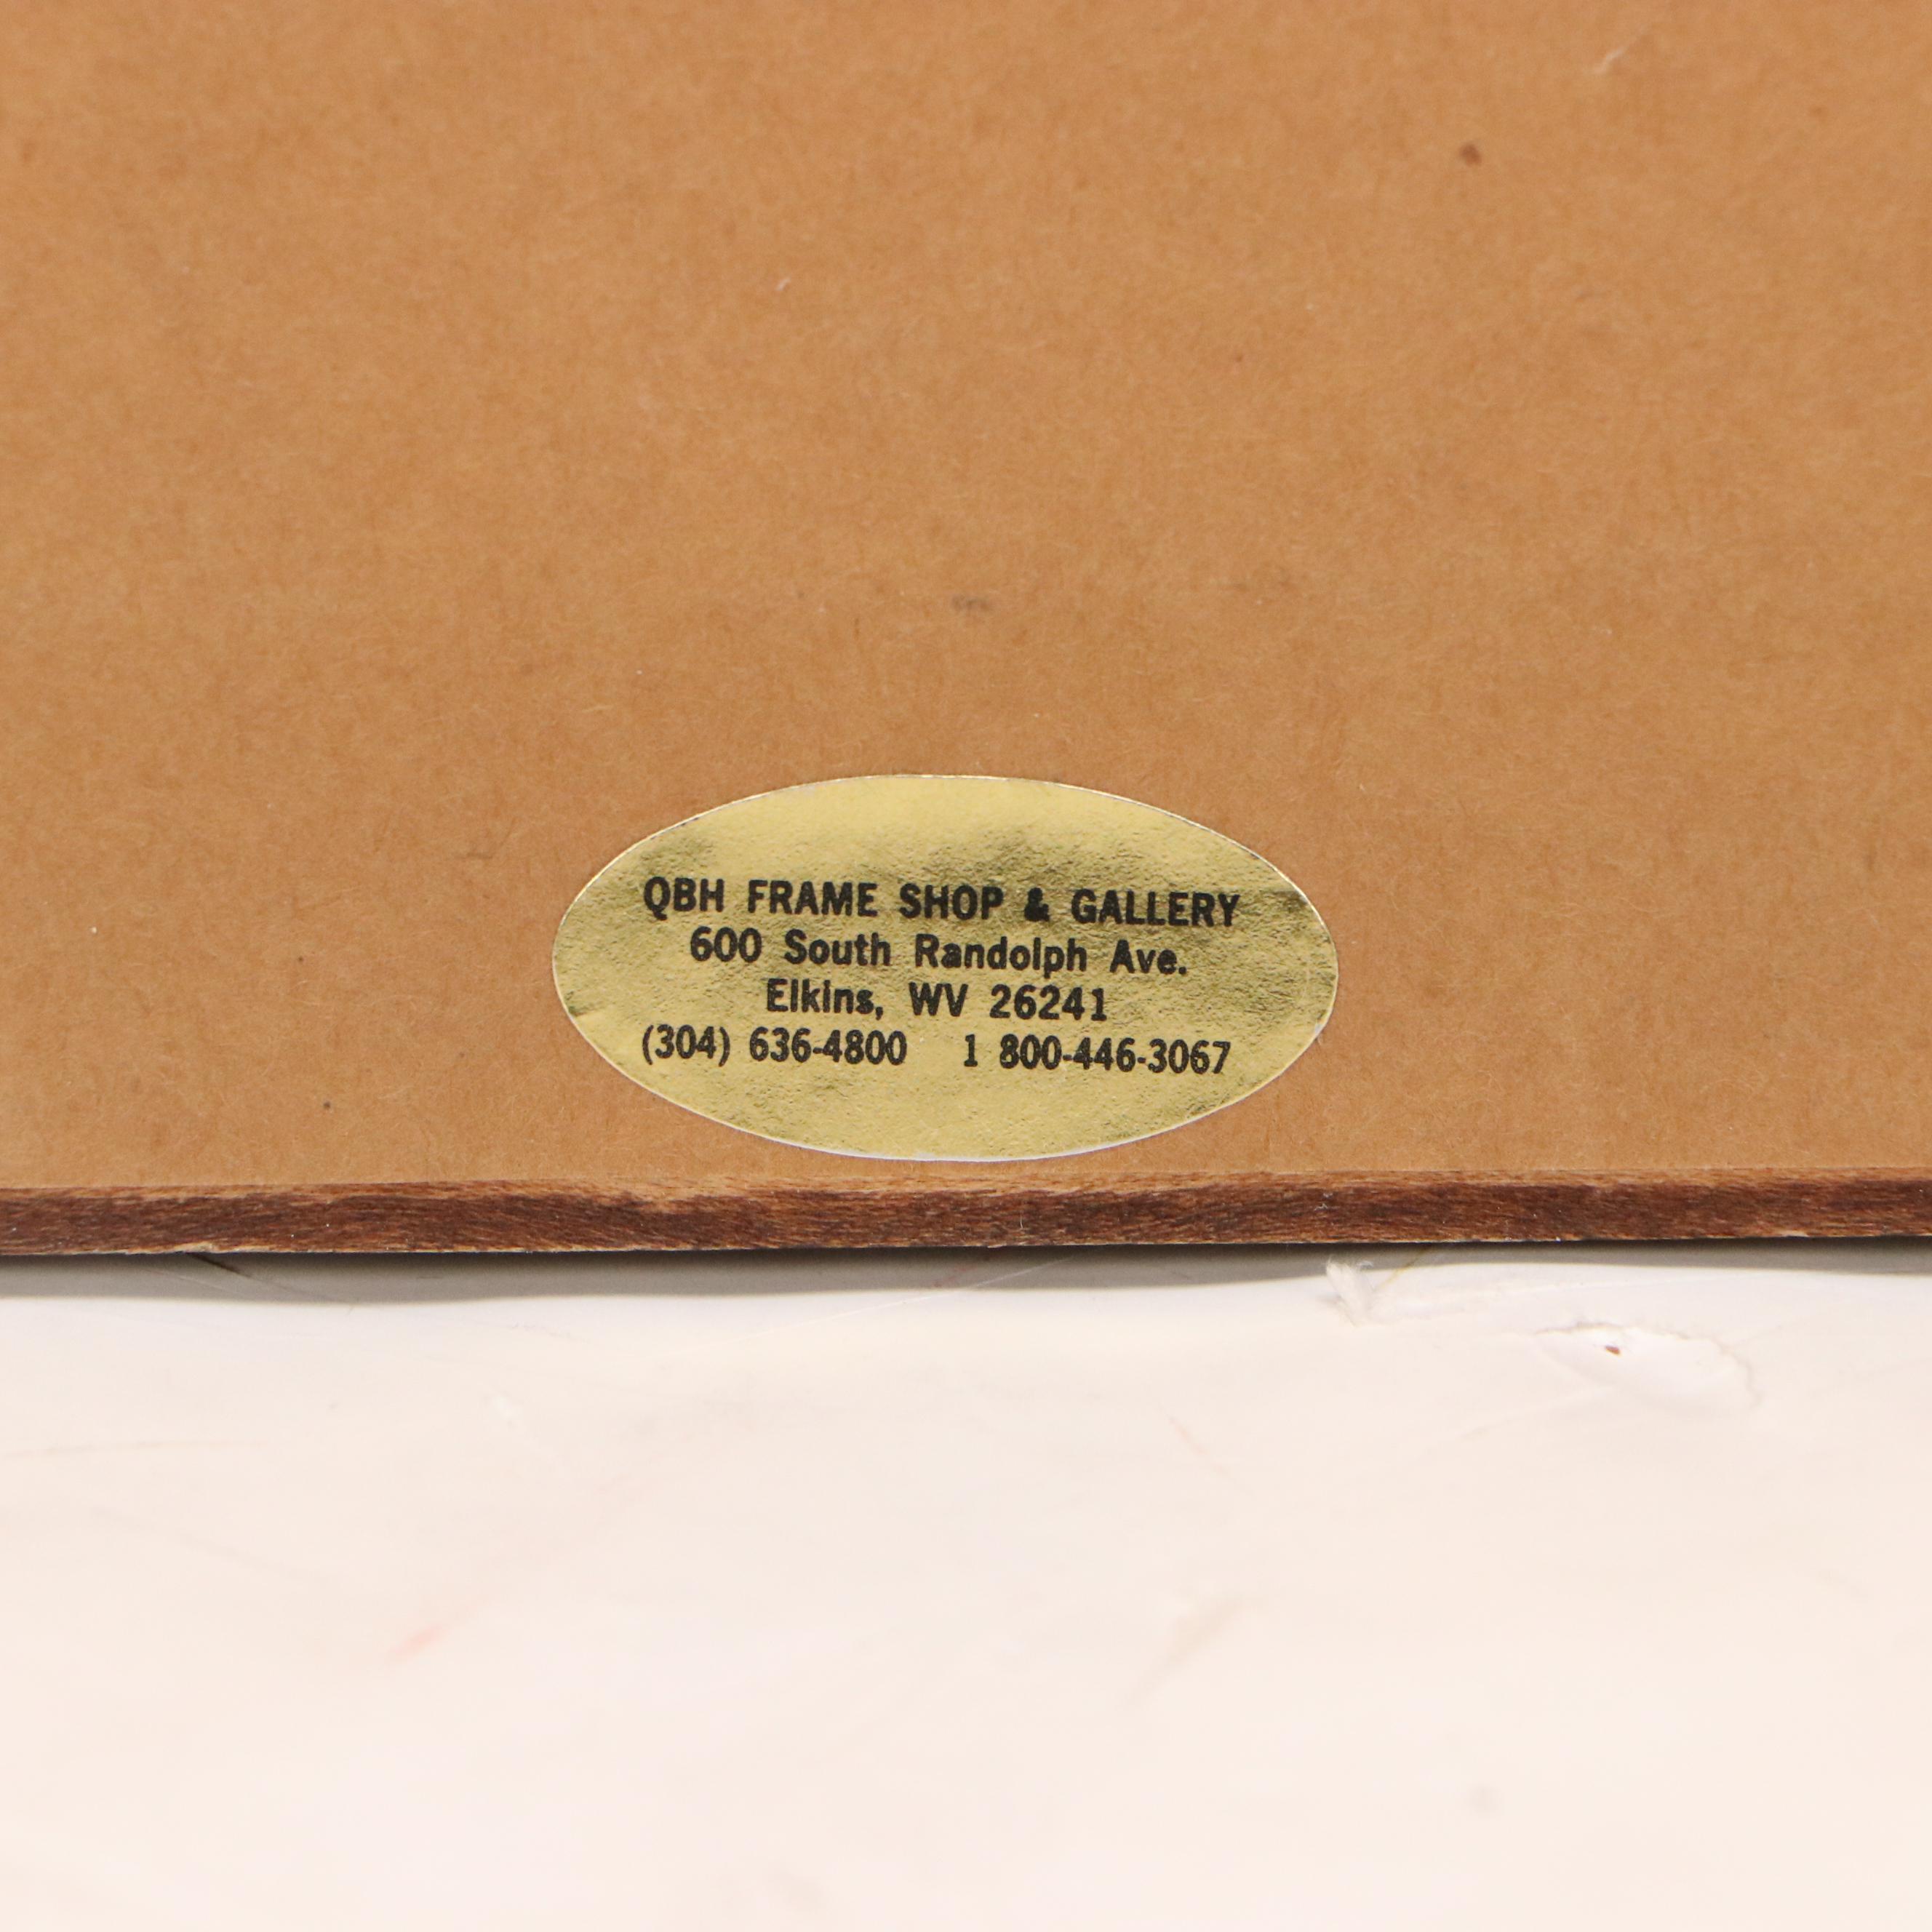 QBH FRAME SHOP & GALLERY
600 South Randolph Ave.
Elkins, WV 26241
(304) 636-4800 1 800-446-3067